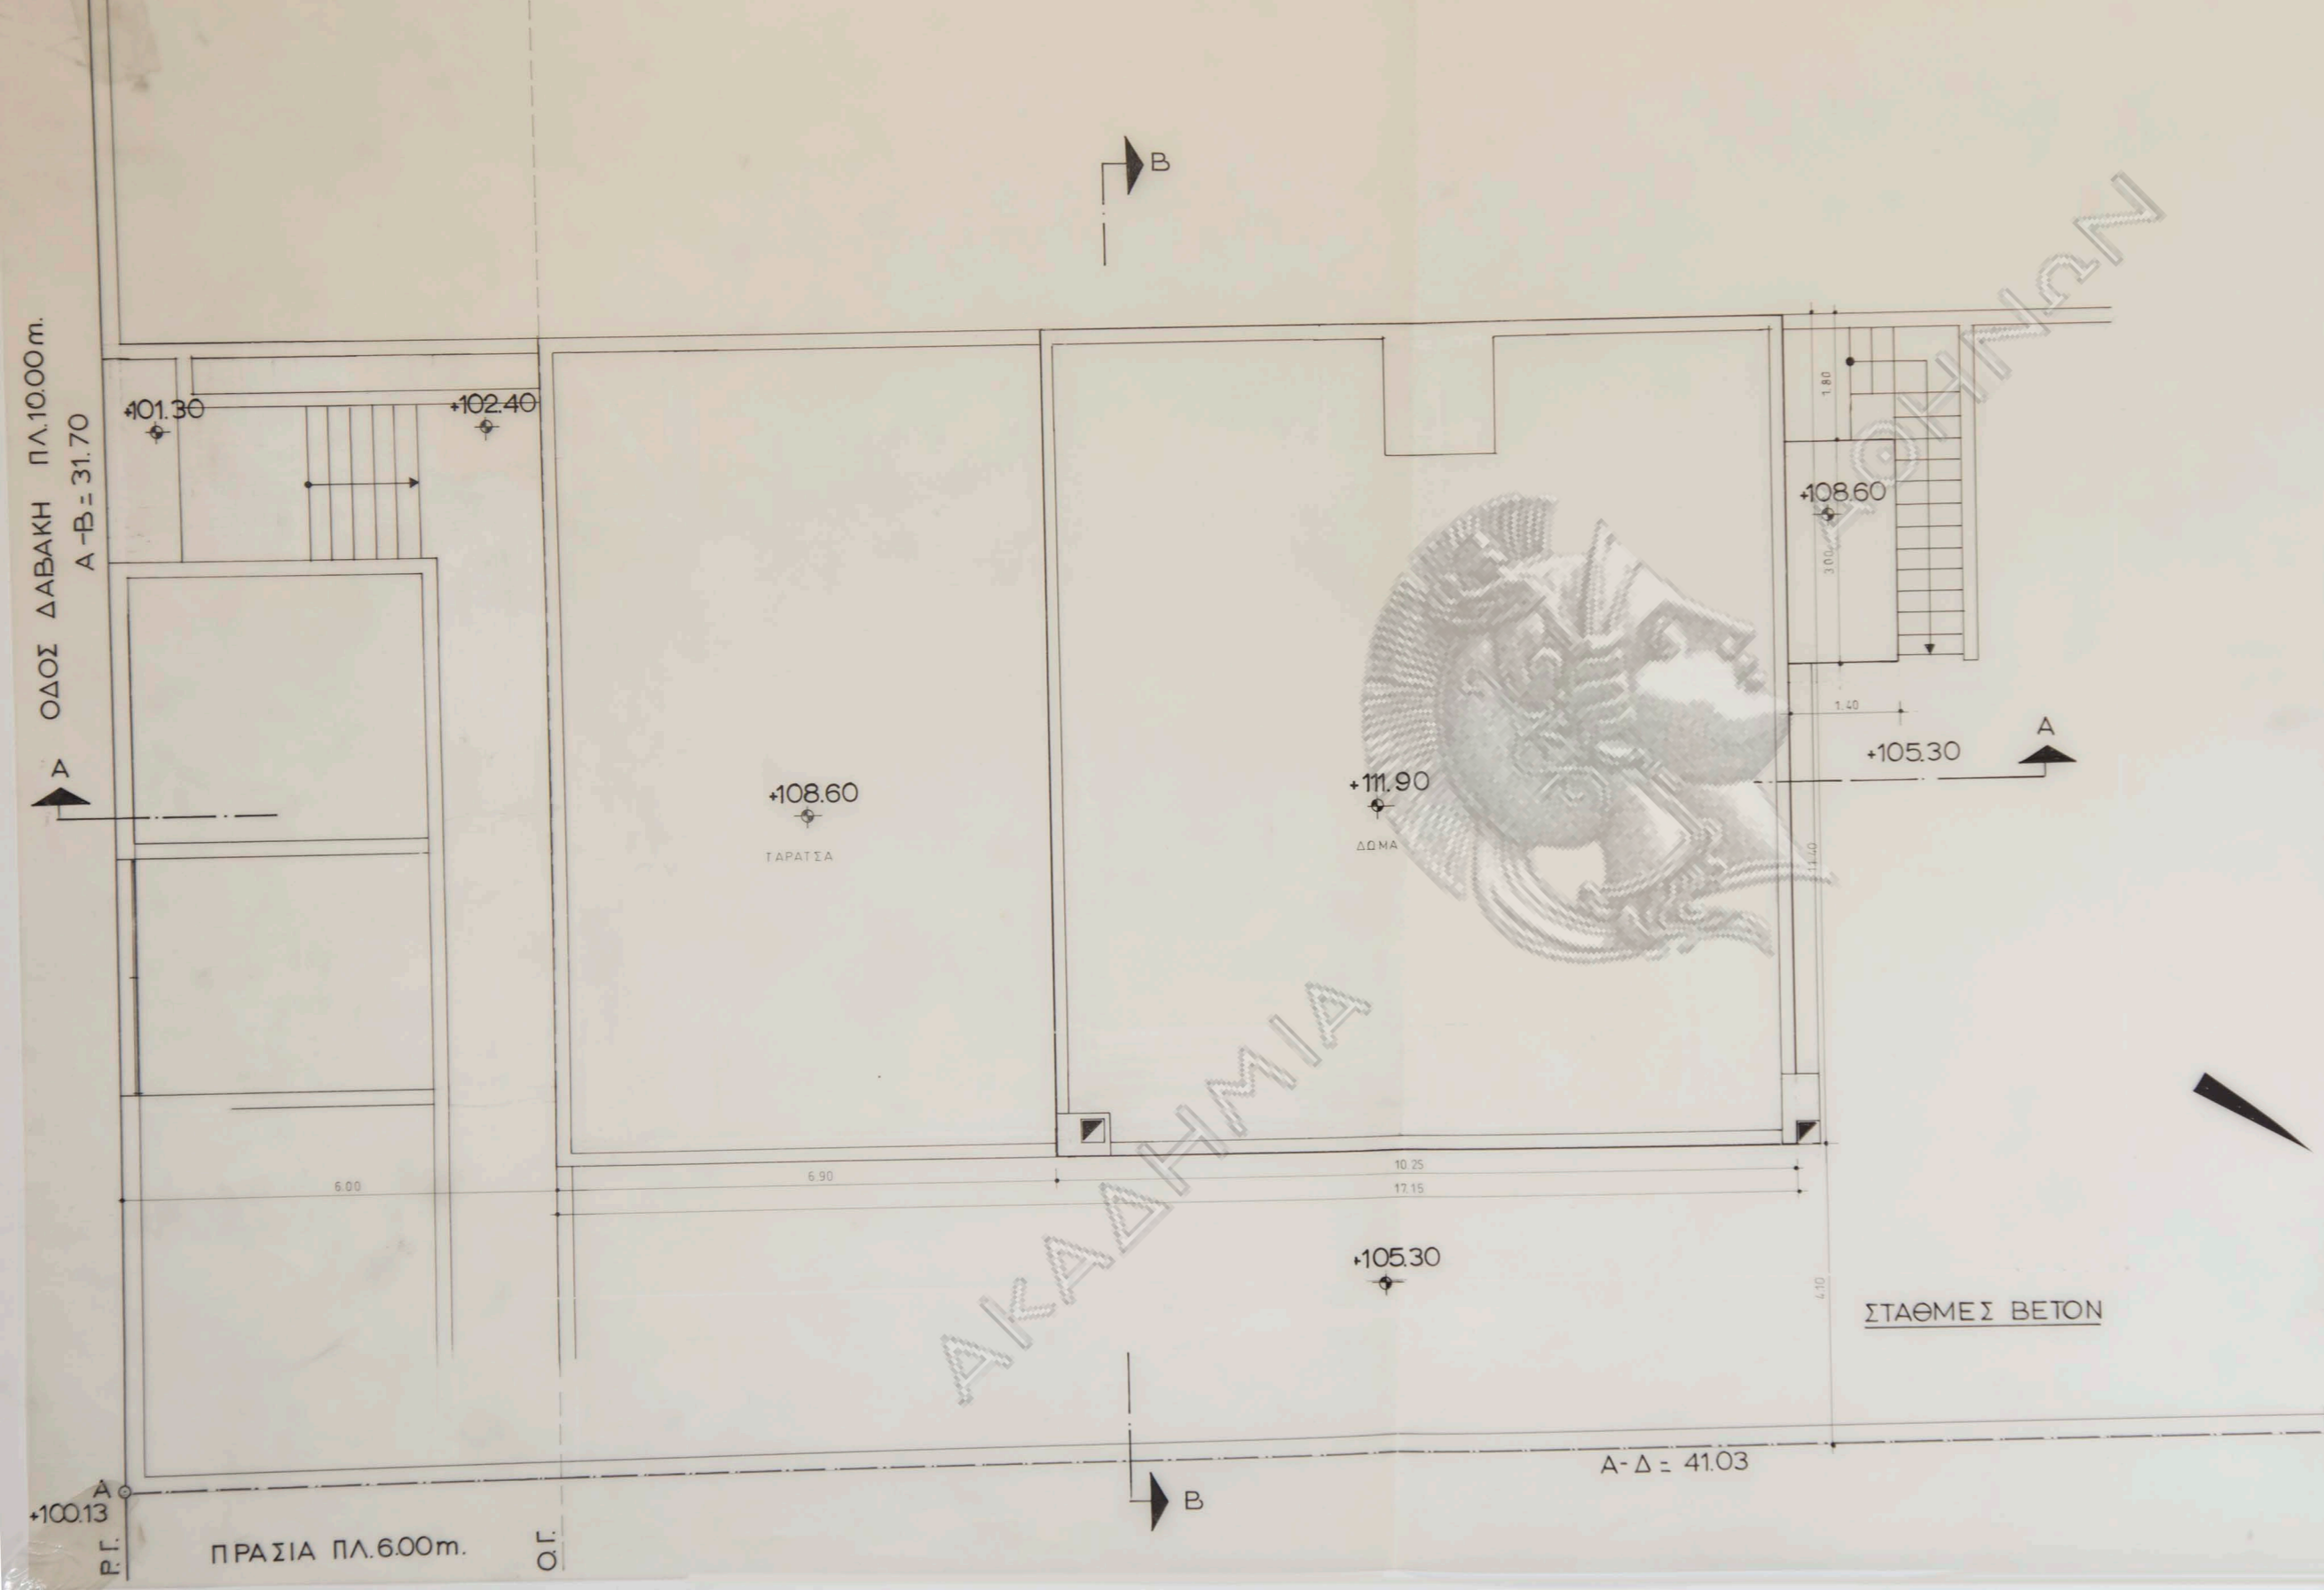 B
ΟΔΟΣ ΔΑΒΑΚΗ ΠΛ.10.00m.
Α-Β= 31.70
+101.30
+102.40
1.80
+108.60
3.00
1.40
A
+105.30
A
+108.60
ΤΑΡΑΤΣΑ
+111.90
ΔΩΜΑ
11.40
6.00
6.90
10.25
17.15
+105.30
4.10
ΣΤΑΘΜΕΣ ΒΕΤΟΝ
Α-Δ= 41.03
B
A
+100.13
Ρ.Γ.
ΠΡΑΣΙΑ ΠΛ.6.00m.
Ο.Γ.
ΑΚΑΔΗΜΙΑ ΑΘΗΝΩΝ